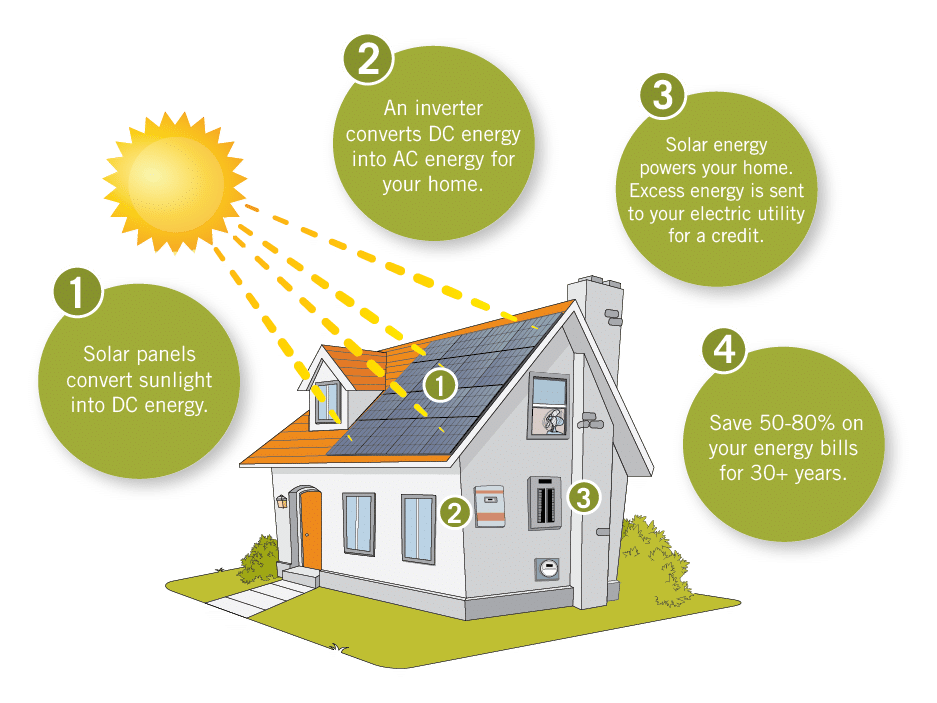 1
Solar panels
convert sunlight
into DC energy.
2
An inverter
converts DC energy
into AC energy for
your home.
3
Solar energy
powers your home.
Excess energy is sent
to your electric utility
for a credit.
4
Save 50-80% on
your energy bills
for 30+ years.
1
2
3